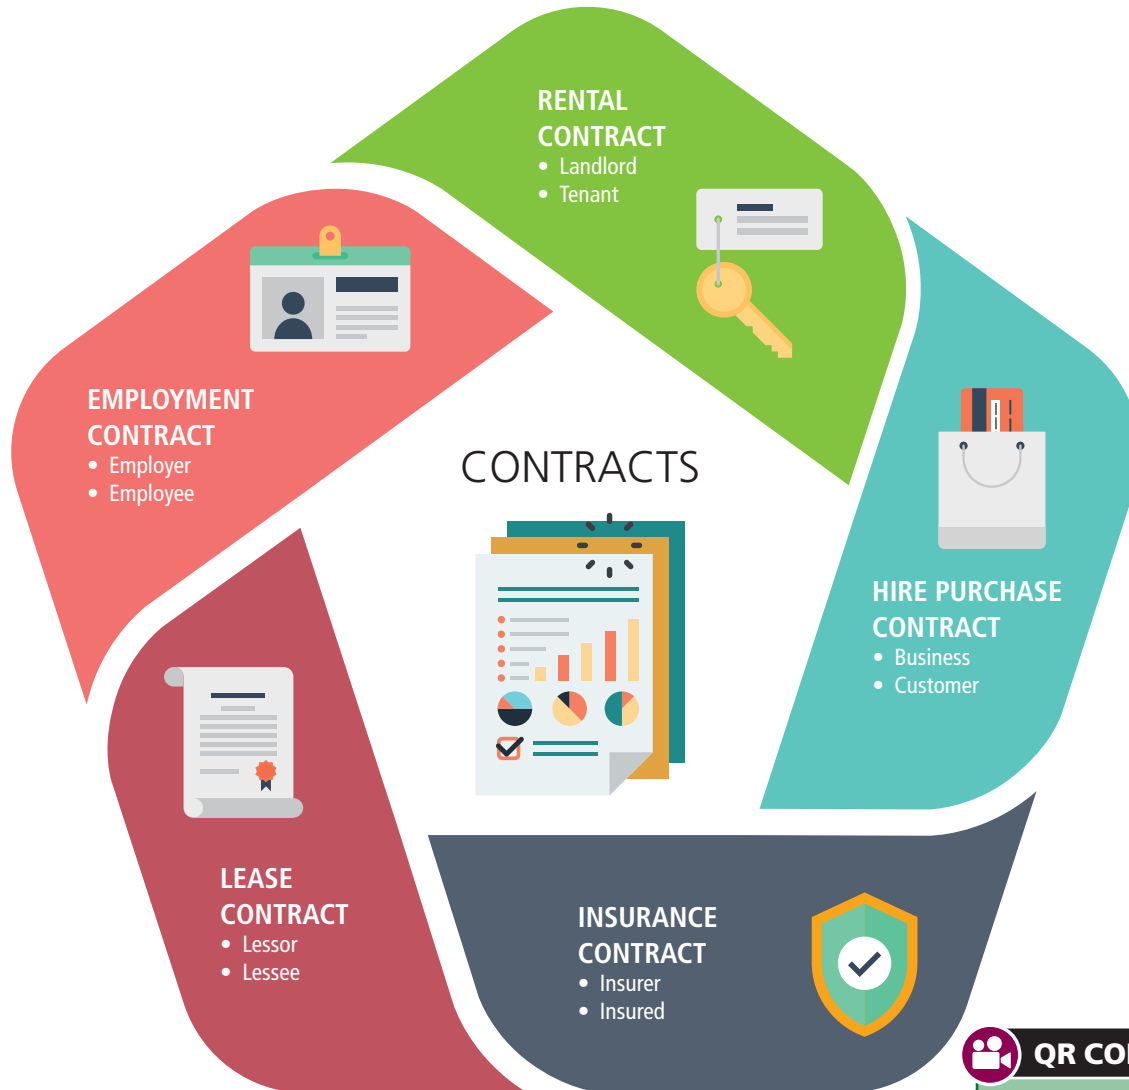 RENTAL
CONTRACT
• Landlord
• Tenant
EMPLOYMENT
CONTRACT
• Employer
• Employee
CONTRACTS
HIRE PURCHASE
CONTRACT
• Business
• Customer
LEASE
CONTRACT
• Lessor
• Lessee
INSURANCE
CONTRACT
• Insurer
• Insured
QR